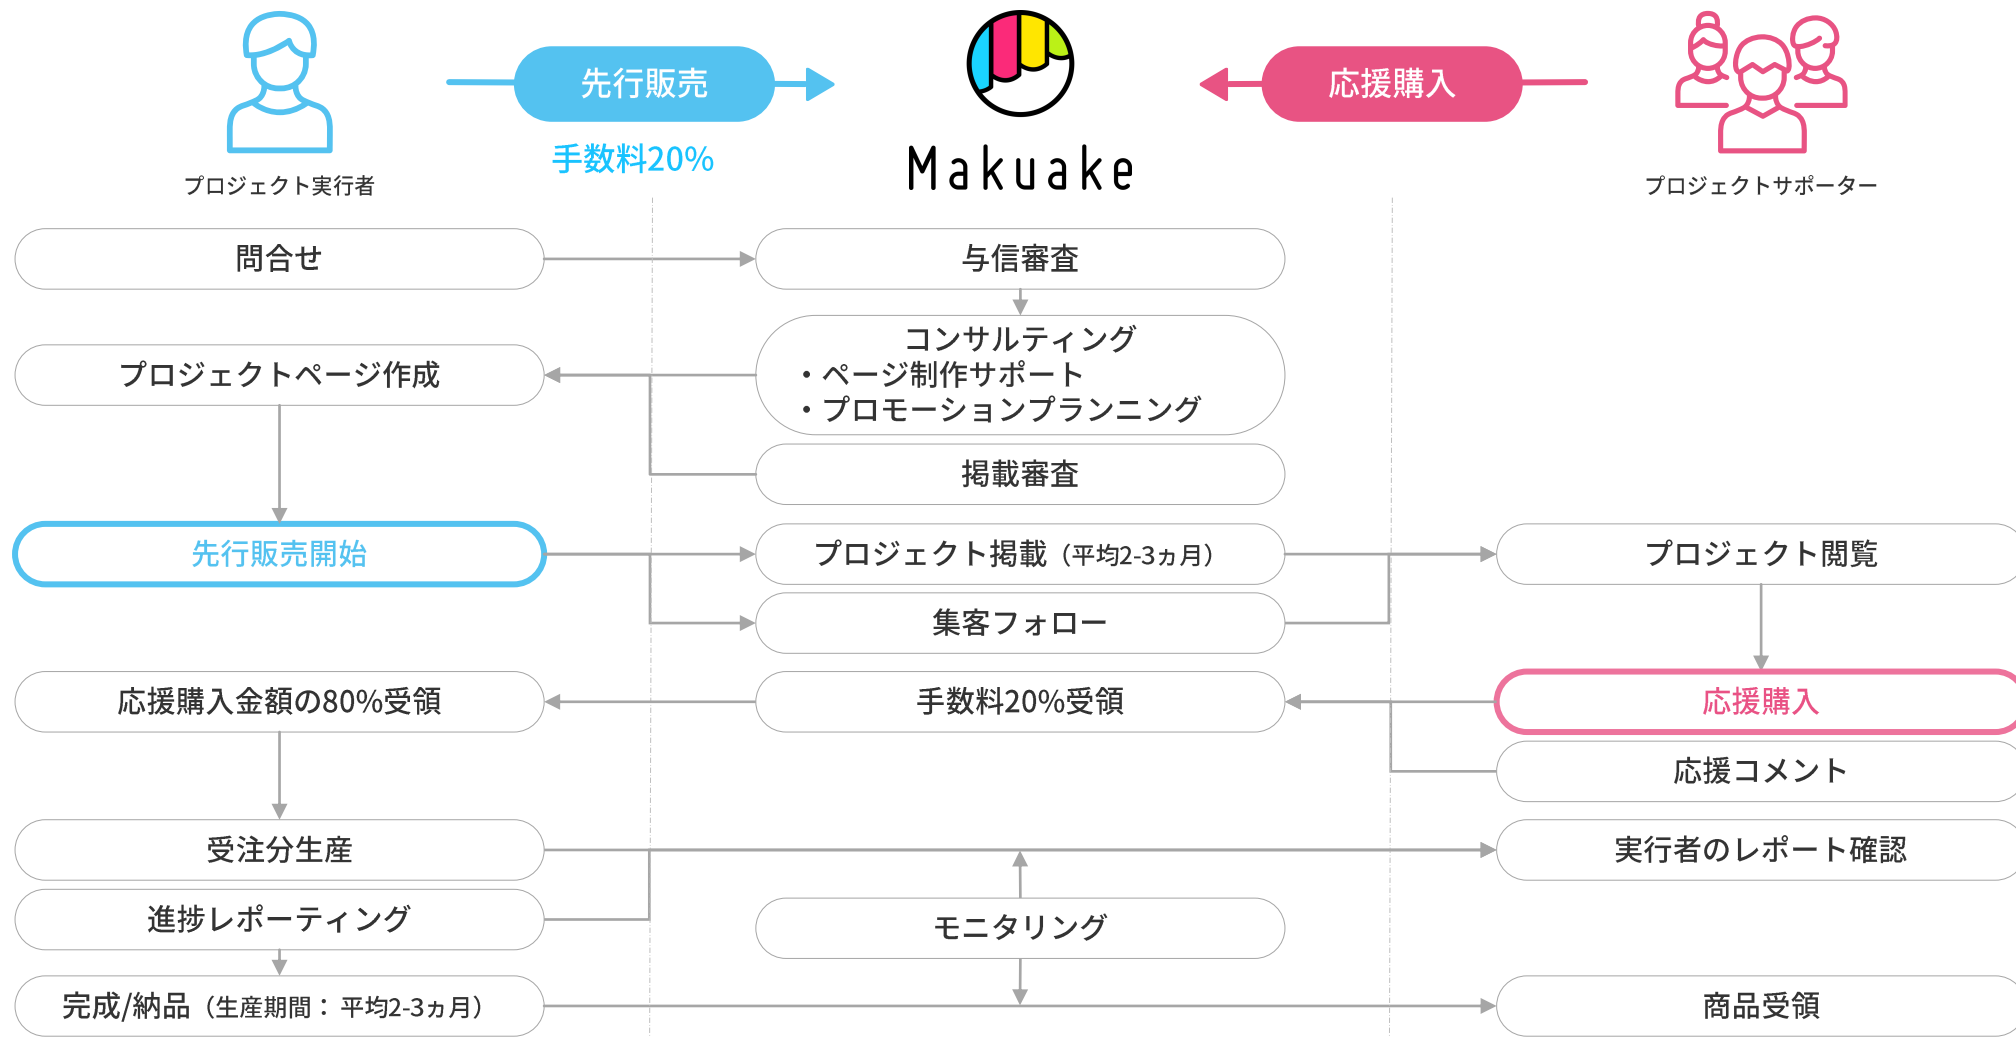 先行販売
応援購入
手数料20%
Makuake
プロジェクト実行者
プロジェクトサポーター
問合せ
与信審査
コンサルティング
・ページ制作サポート
・プロモーションプランニング
プロジェクトページ作成
掲載審査
先行販売開始
プロジェクト掲載（平均2-3ヵ月）
プロジェクト閲覧
集客フォロー
応援購入金額の80%受領
手数料20%受領
応援購入
応援コメント
受注分生産
実行者のレポート確認
進捗レポーティング
モニタリング
完成/納品（生産期間： 平均2-3ヵ月）
商品受領